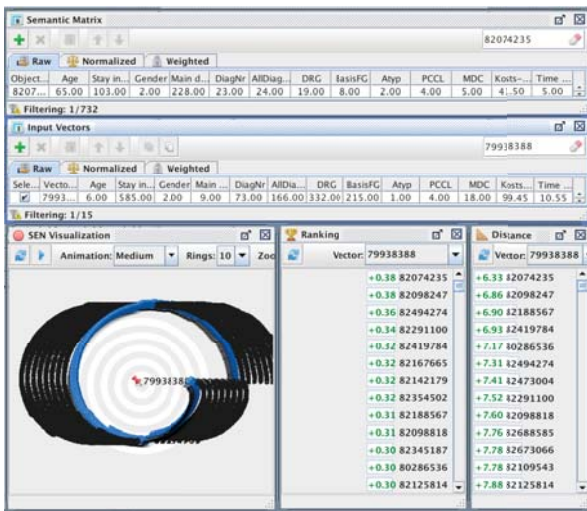 Semantic Matrix
82074235
Raw Normalized Weighted
Object... Age Stay in... Gender Main d... DiagNr AllDiag... DRG BasisFG Atyp PCCL MDC Kosts-... Time ...
8207... 65.00 103.00 2.00 228.00 23.00 24.00 19.00 8.00 2.00 4.00 5.00 41.50 5.00
Filtering: 1/732
Input Vectors
79938388
Raw Normalized Weighted
Sele... Vecto... Age Stay in... Gender Main ... DiagNr AllDia... DRG BasisFG Atyp PCCL MDC Kosts... Time ...
7993... 6.00 585.00 2.00 9.00 73.00 166.00 332.00 215.00 1.00 4.00 18.00 99.45 10.55
Filtering: 1/15
SEN Visualization
Animation: Medium Rings: 10 Zoo
79938388
Ranking
Vector: 79938388
+0.38 82074235
+0.38 82098247
+0.36 82494274
+0.34 82291100
+0.32 82419784
+0.32 82167665
+0.32 82142179
+0.32 82354502
+0.31 82188567
+0.31 82098818
+0.30 82345187
+0.30 80286536
+0.30 82125814
Distance
Vector: 79938388
+6.33 82074235
+6.86 82098247
+6.90 82188567
+6.93 82419784
+7.17 80286536
+7.31 82494274
+7.41 82473004
+7.52 82291100
+7.60 82098818
+7.76 82688585
+7.78 82673066
+7.78 82109543
+7.88 82125814